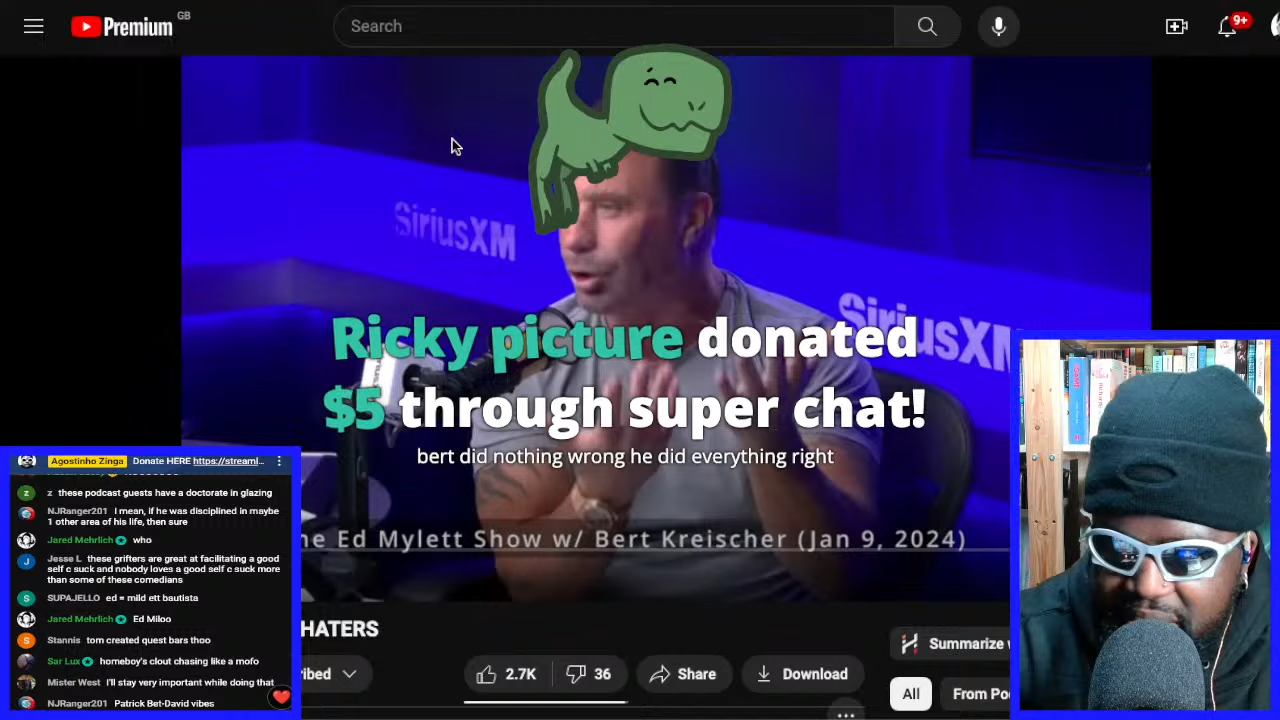 Premium GB
Search
9+
SiriusXM
SiriusXM
Ricky picture donated
$5 through super chat!
bert did nothing wrong he did everything right
he Ed Mylett Show w/ Bert Kreischer (Jan 9, 2024)
HATERS
ribed
2.7K
36
Share
Download
Summarize
All
From Po
Agostinho Zinga Donate HERE https://streaml...
z these podcast guests have a doctorate in glazing
NJRanger201 I mean, if he was disciplined in maybe
1 other area of his life, then sure
Jared Mehrlich who
Jesse L these grifters are great at facilitating a good
self c suck and nobody loves a good self c suck more
than some of these comedians
SUPAJELLO ed = mild ett bautista
Jared Mehrlich Ed Miloo
Stannis tom created quest bars thoo
Sar Lux homeboy's clout chasing like a mofo
Mister West I'll stay very important while doing that
NJRanger201 Patrick Bet-David vibes